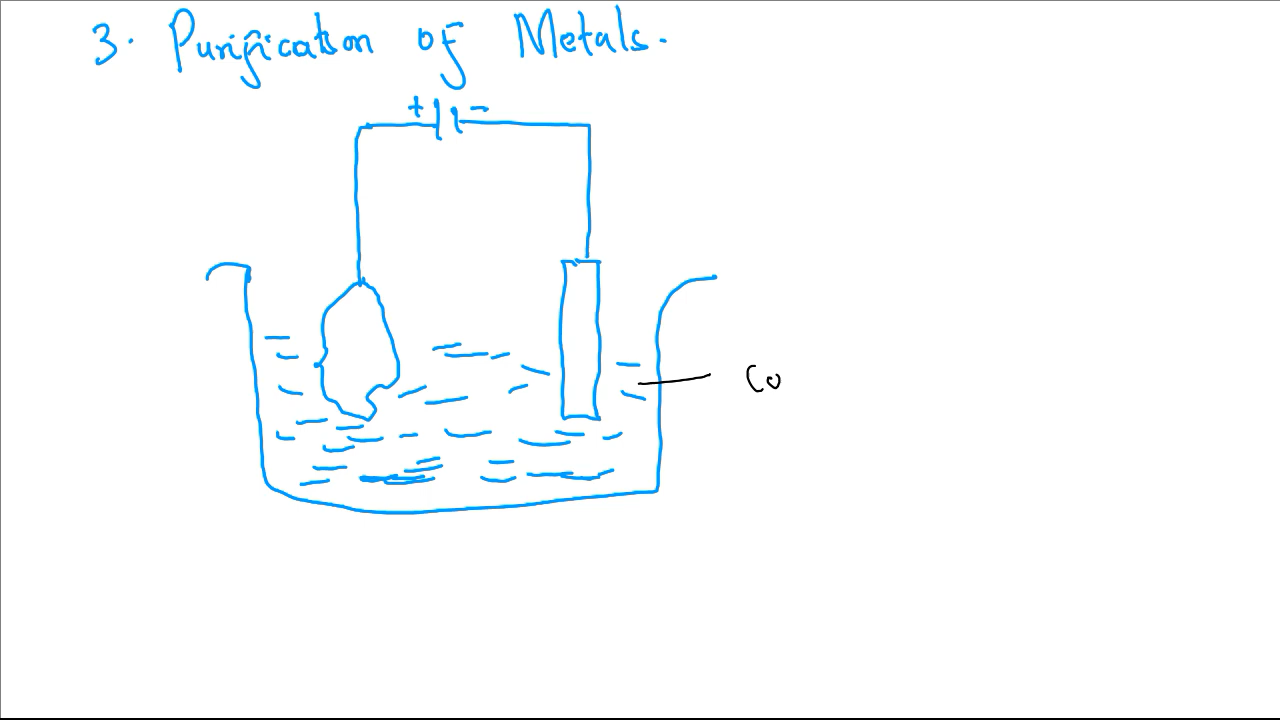 3. Purification of Metals.
+ -
Co